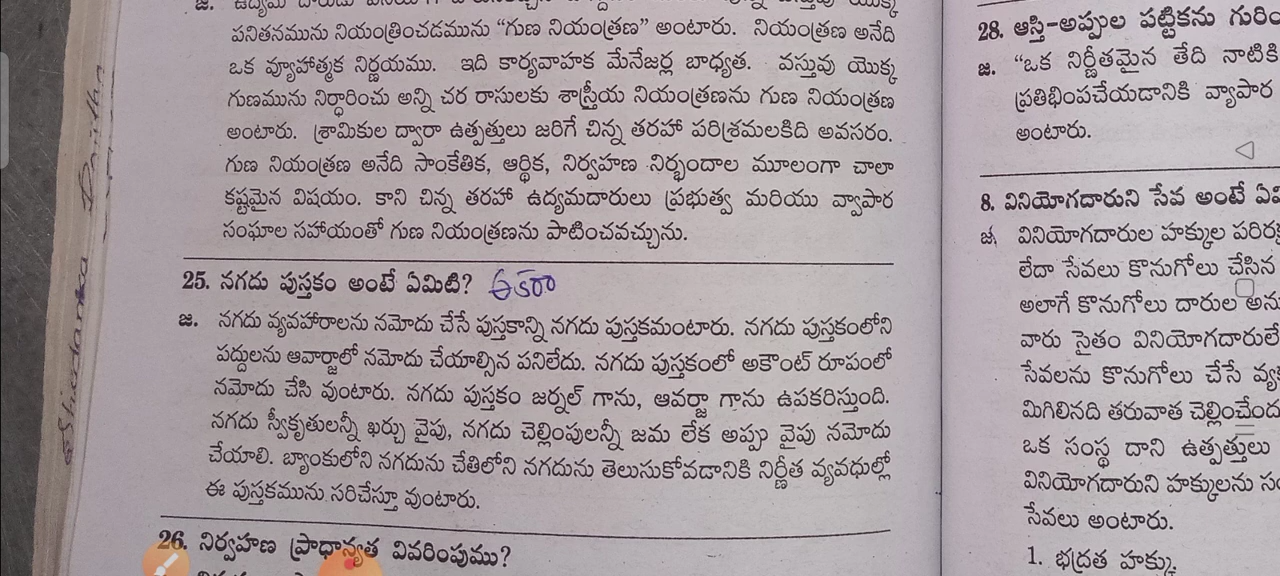 పనితనమును నియంత్రించడమును “గుణ నియంత్రణ” అంటారు. నియంత్రణ అనేది
ఒక వ్యూహాత్మక నిర్ణయము. ఇది కార్యవాహక మేనేజర్ల బాధ్యత. వస్తువు యొక్క
గుణమును నిర్ధారించు అన్ని చర రాసులకు శాస్త్రీయ నియంత్రణను గుణ నియంత్రణ
అంటారు. శ్రామికుల ద్వారా ఉత్పత్తులు జరిగే చిన్న తరహా పరిశ్రమలకిది అవసరం.
గుణ నియంత్రణ అనేది సాంకేతిక, ఆర్థిక, నిర్వహణ నిర్భందాల మూలంగా చాలా
కష్టమైన విషయం. కాని చిన్న తరహా ఉద్యమదారులు ప్రభుత్వ మరియు వ్యాపార
సంఘాల సహాయంతో గుణ నియంత్రణను పాటించవచ్చును.
25. నగదు పుస్తకం అంటే ఏమిటి?
జ. నగదు వ్యవహారాలను నమోదు చేసే పుస్తకాన్ని నగదు పుస్తకమంటారు. నగదు పుస్తకంలోని
పద్దులను ఆవార్జాలో నమోదు చేయాల్సిన పనిలేదు. నగదు పుస్తకంలో అకౌంట్ రూపంలో
నమోదు చేసి వుంటారు. నగదు పుస్తకం జర్నల్ గాను, ఆవర్జా గాను ఉపకరిస్తుంది.
నగదు స్వీకృతులన్నీ ఖర్చు వైపు, నగదు చెల్లింపులన్నీ జమ లేక అప్పు వైపు నమోదు
చేయాలి. బ్యాంకులోని నగదును చేతిలోని నగదును తెలుసుకోవడానికి నిర్ణీత వ్యవధుల్లో
ఈ పుస్తకమును సరిచేస్తూ వుంటారు.
26. నిర్వహణ ప్రాధాన్యత వివరింపుము?
28. ఆస్తి-అప్పుల పట్టికను
జ. “ఒక నిర్ణీతమైన తేది నాటికి
ప్రతిభింపచేయడానికి వ్యాపార
అంటారు.
8. వినియోగదారుని సేవ అంటే
జ. వినియోగదారుల హక్కుల
లేదా సేవలు కొనుగోలు చేసిన
అలాగే కొనుగోలు దారుల
వారు సైతం
సేవలను కొనుగోలు చేసే
మిగిలినది తరువాత
ఒక సంస్థ దాని ఉత్పత్తులు
వినియోగదారుని హక్కులను
సేవలు అంటారు.
1. భద్రత హక్కు